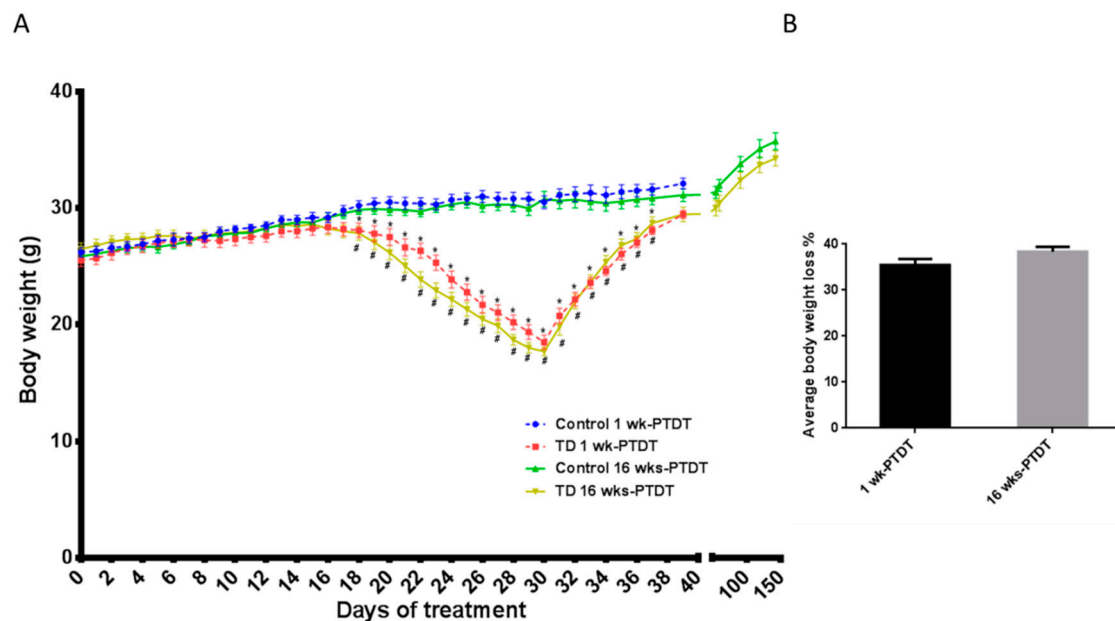 A
B
40
30
20
10
0
Body weight (g)
* * * * * * * * * * * * * * * * * * * *
# # # # # # # # # # # # # # # # # # #
Control 1 wk-PTDT
TD 1 wk-PTDT
Control 16 wks-PTDT
TD 16 wks-PTDT
0 2 4 6 8 10 12 14 16 18 20 22 24 26 28 30 32 34 36 38 40 100 150
Days of treatment
Average body weight loss %
40
30
20
10
0
1 wk-PTDT
16 wks-PTDT